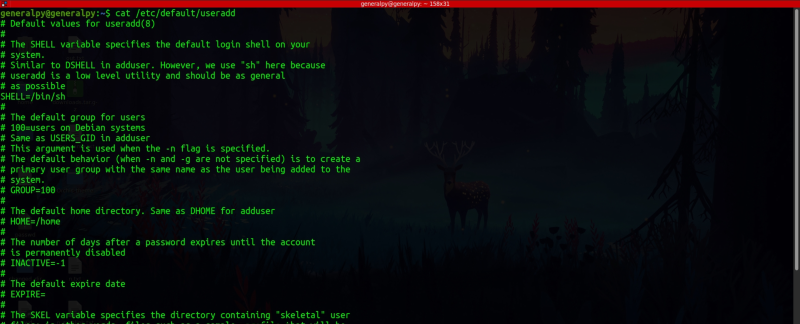 generalpy@generalpy: ~ 158x31
generalpy@generalpy:~$ cat /etc/default/useradd
# Default values for useradd(8)
#
# The SHELL variable specifies the default login shell on your
# system.
# Similar to DSHELL in adduser. However, we use "sh" here because
# useradd is a low level utility and should be as general
# as possible
SHELL=/bin/sh
#
# The default group for users
# 100=users on Debian systems
# Same as USERS_GID in adduser
# This argument is used when the -n flag is specified.
# The default behavior (when -n and -g are not specified) is to create a
# primary user group with the same name as the user being added to the
# system.
# GROUP=100
#
# The default home directory. Same as DHOME for adduser
# HOME=/home
#
# The number of days after a password expires until the account
# is permanently disabled
# INACTIVE=-1
#
# The default expire date
# EXPIRE=
#
# The SKEL variable specifies the directory containing "skeletal" user